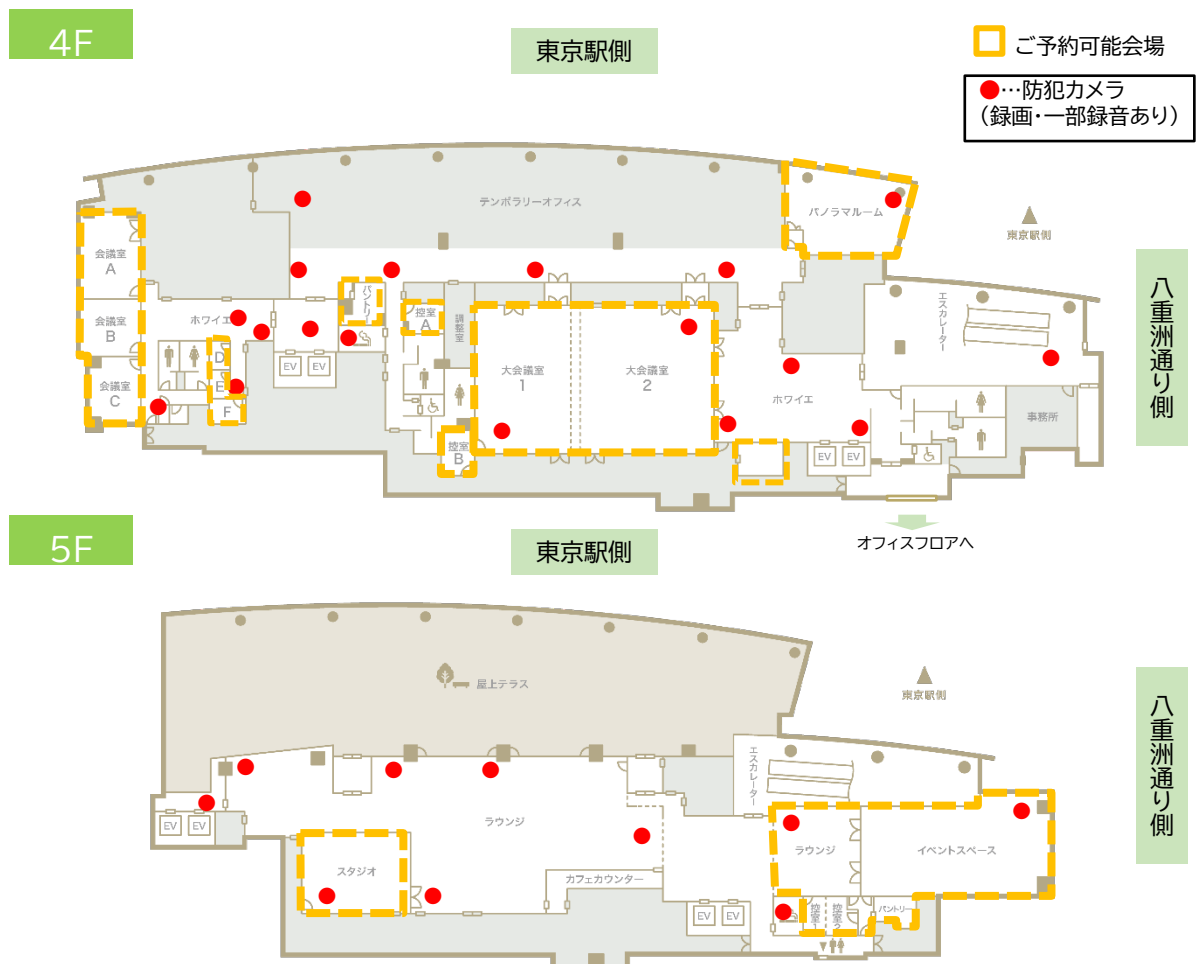 4F
東京駅側
ご予約可能会場
●…防犯カメラ
（録画・一部録音あり）
テンポラリーオフィス
パノラマルーム
東京駅側
八重洲通り側
会議室
A
会議室
B
会議室
C
ホワイエ
D
E
F
EV
EV
パントリー
控室
A
調整室
控室
B
大会議室
1
大会議室
2
ホワイエ
エスカレーター
事務所
EV
EV
オフィスフロアへ
5F
東京駅側
屋上テラス
東京駅側
八重洲通り側
エスカレーター
EV
EV
ラウンジ
スタジオ
カフェカウンター
ラウンジ
イベントスペース
控室1
控室2
パントリー
EV
EV